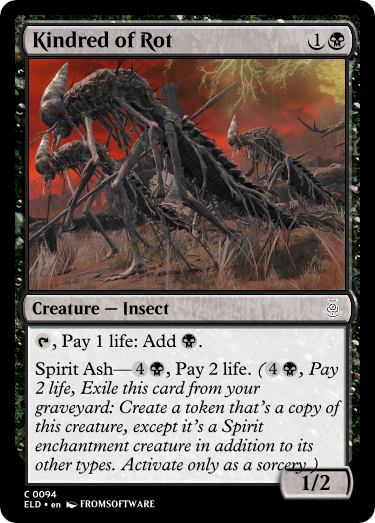 Kindred of Rot 1
Creature — Insect
, Pay 1 life: Add .
Spirit Ash—4 , Pay 2 life. (4 , Pay
2 life, Exile this card from your
graveyard: Create a token that's a copy of
this creature, except it's a Spirit
enchantment creature in addition to its
other types. Activate only as a sorcery.)
1/2
C 0094
ELD • en FROMSOFTWARE